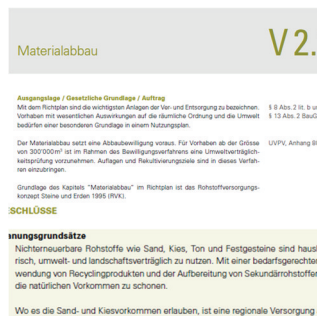 Materialabbau
V 2.
Ausgangslage / Gesetzliche Grundlage / Auftrag
Mit dem Richtplan sind die wichtigsten Anlagen der Ver- und Entsorgung zu bezeichnen. § 8 Abs. 2 lit. b u
Vorhaben mit wesentlichen Auswirkungen auf die räumliche Ordnung und die Umwelt § 13 Abs. 2 BauG
bedürfen einer besonderen Grundlage in einem Nutzungsplan.
Der Materialabbau setzt eine Abbaubewilligung voraus. Für Vorhaben ab der Grösse UVPV, Anhang
von 300'000 m³ ist im Rahmen des Bewilligungsverfahrens eine Umweltverträglich-
keitsprüfung vorzunehmen. Auflagen und Rekultivierungsziele sind in dieses Verfah-
ren einzubringen.
Grundlage des Kapitels "Materialabbau" im Richtplan ist das Rohstoffversorgungs-
konzept Steine und Erden 1995 (RVK).
SCHLÜSSE
nungsgrundsätze
Nichterneuerbare Rohstoffe wie Sand, Kies, Ton und Festgesteine sind haus
risch, umwelt- und landschaftsverträglich zu nutzen. Mit einer bedarfsgerechte
wendung von Recyclingprodukten und der Aufbereitung von Sekundärrohstoffe
die natürlichen Vorkommen zu schonen.
Wo es die Sand- und Kiesvorkommen erlauben, ist eine regionale Versorgung